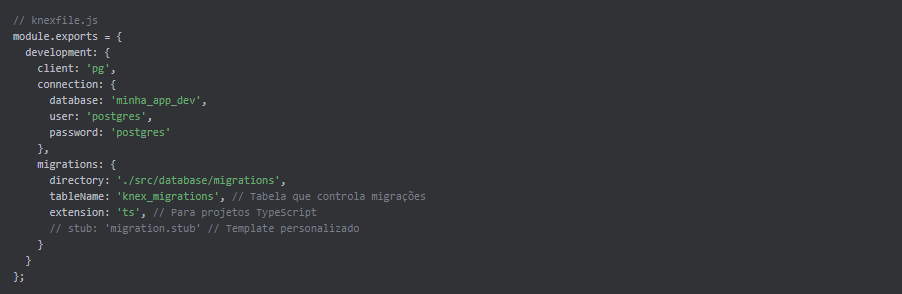 // knexfile.js
module.exports = {
  development: {
    client: 'pg',
    connection: {
      database: 'minha_app_dev',
      user: 'postgres',
      password: 'postgres'
    },
    migrations: {
      directory: './src/database/migrations',
      tableName: 'knex_migrations', // Tabela que controla migrações
      extension: 'ts', // Para projetos TypeScript
      // stub: 'migration.stub' // Template personalizado
    }
  }
};